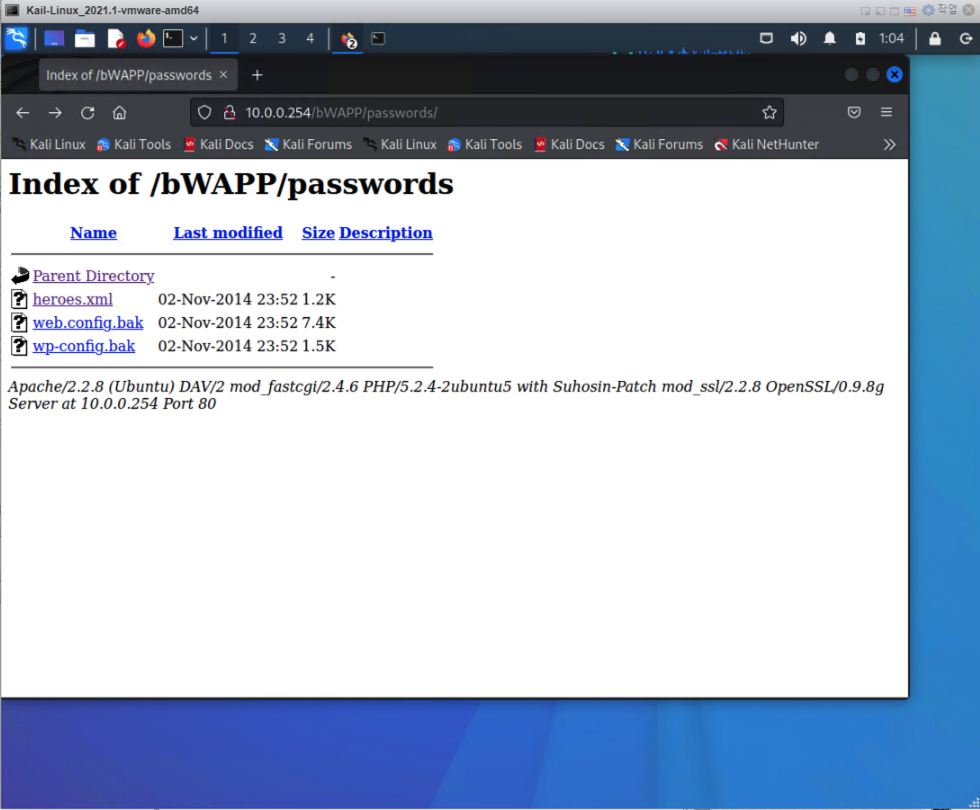 Kail-Linux_2021.1-vmware-amd64
작업
1 2 3 4 2 1:04
Index of /bWAPP/passwords
10.0.0.254/bWAPP/passwords/
Kali Linux Kali Tools Kali Docs Kali Forums Kali Linux Kali Tools Kali Docs Kali Forums Kali NetHunter
Index of /bWAPP/passwords
Name Last modified Size Description
Parent Directory -
heroes.xml 02-Nov-2014 23:52 1.2K
web.config.bak 02-Nov-2014 23:52 7.4K
wp-config.bak 02-Nov-2014 23:52 1.5K
Apache/2.2.8 (Ubuntu) DAV/2 mod_fastcgi/2.4.6 PHP/5.2.4-2ubuntu5 with Suhosin-Patch mod_ssl/2.2.8 OpenSSL/0.9.8g
Server at 10.0.0.254 Port 80